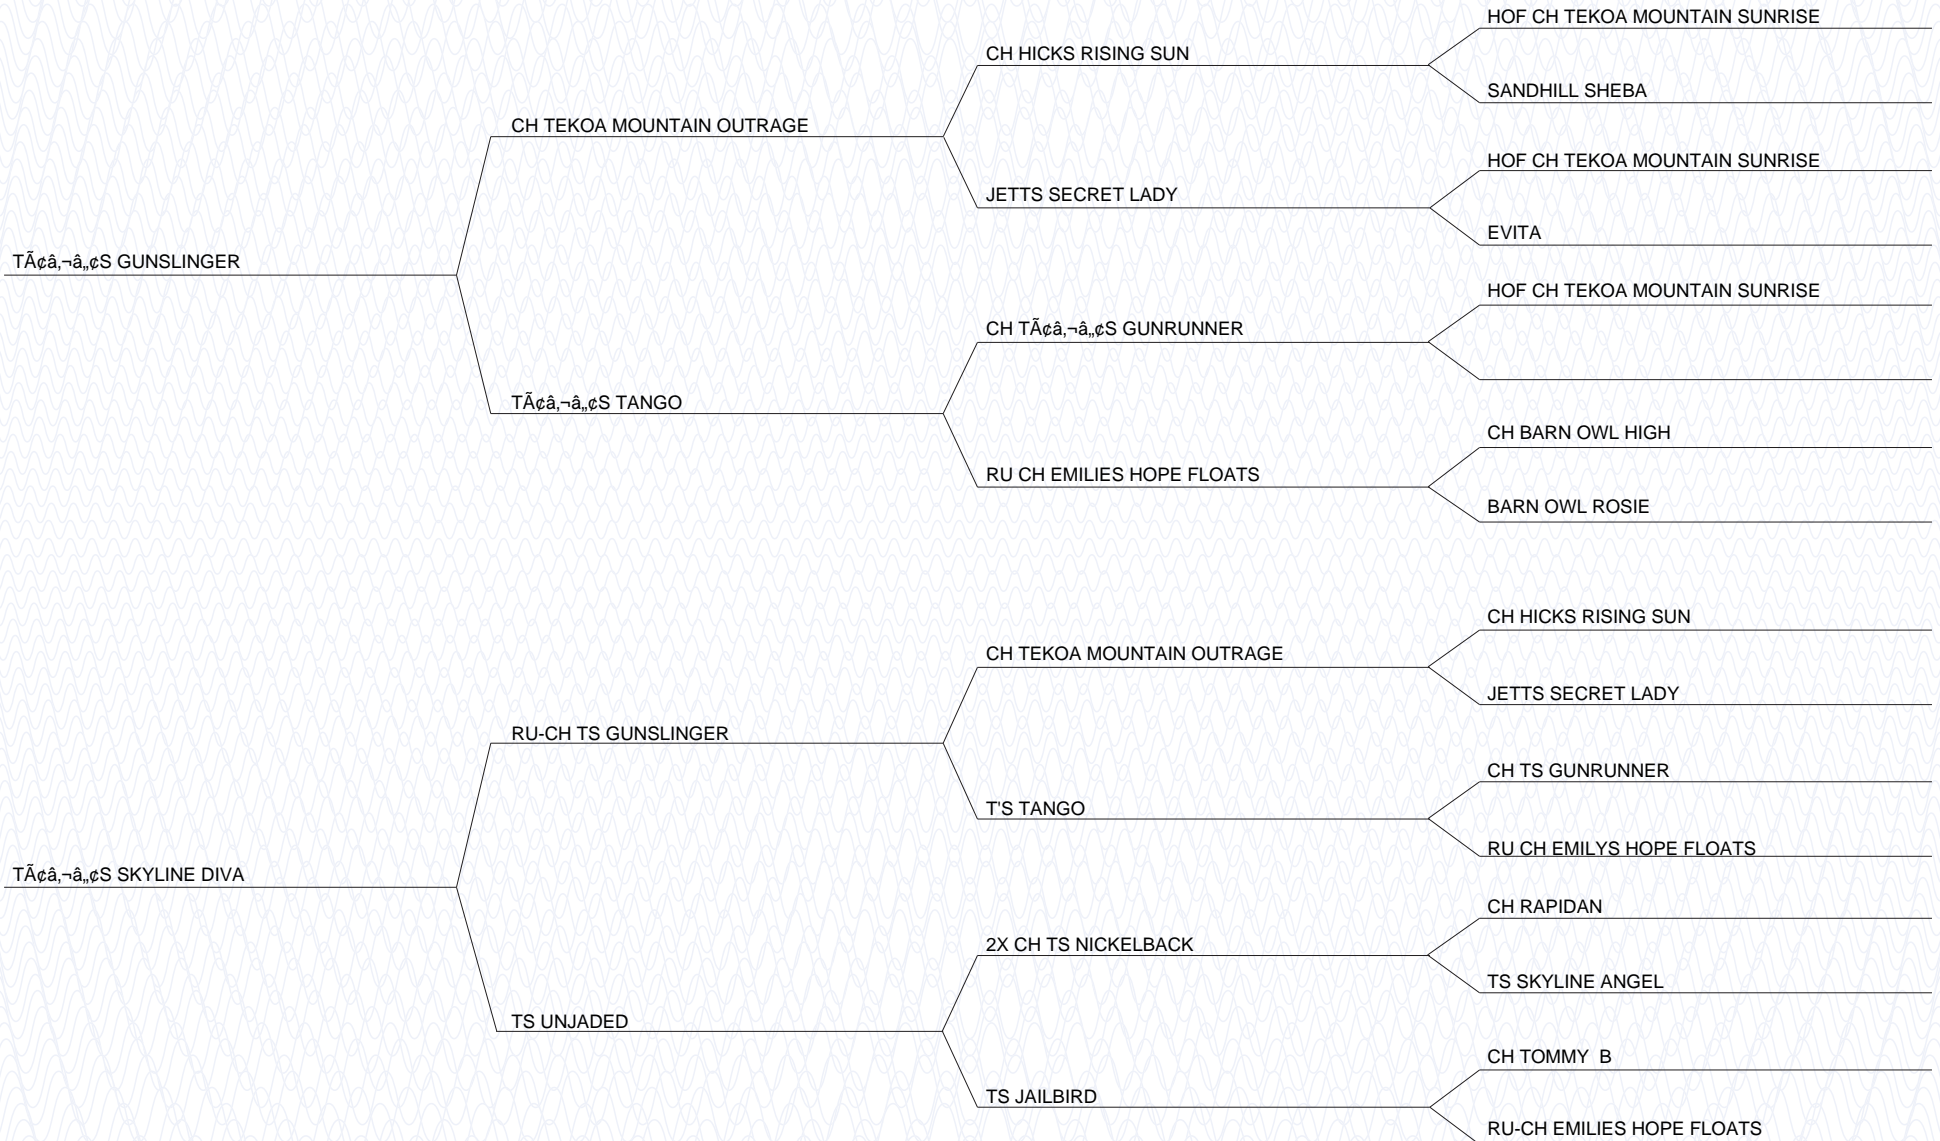 HOF CH TEKOA MOUNTAIN SUNRISE
CH HICKS RISING SUN
SANDHILL SHEBA
CH TEKOA MOUNTAIN OUTRAGE
HOF CH TEKOA MOUNTAIN SUNRISE
JETTS SECRET LADY
EVITA
TÃ¢â‚¬â„¢S GUNSLINGER
HOF CH TEKOA MOUNTAIN SUNRISE
CH TÃ¢â‚¬â„¢S GUNRUNNER
TÃ¢â‚¬â„¢S TANGO
CH BARN OWL HIGH
RU CH EMILIES HOPE FLOATS
BARN OWL ROSIE
CH HICKS RISING SUN
CH TEKOA MOUNTAIN OUTRAGE
JETTS SECRET LADY
RU-CH TS GUNSLINGER
CH TS GUNRUNNER
T'S TANGO
RU CH EMILYS HOPE FLOATS
TÃ¢â‚¬â„¢S SKYLINE DIVA
CH RAPIDAN
2X CH TS NICKELBACK
TS SKYLINE ANGEL
TS UNJADED
CH TOMMY  B
TS JAILBIRD
RU-CH EMILIES HOPE FLOATS